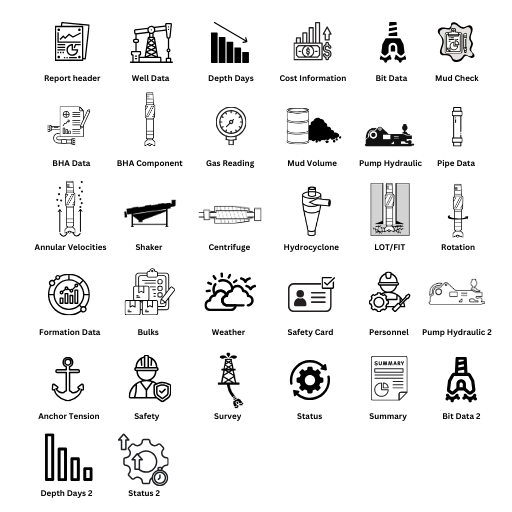 Report header
Well Data
Depth Days
Cost Information
Bit Data
Mud Check
BHA Data
BHA Component
Gas Reading
Mud Volume
Pump Hydraulic
Pipe Data
Annular Velocities
Shaker
Centrifuge
Hydrocyclone
LOT/FIT
Rotation
Formation Data
Bulks
Weather
Safety Card
Personnel
Pump Hydraulic 2
Anchor Tension
Safety
Survey
Status
SUMMARY
Summary
Bit Data 2
Depth Days 2
Status 2